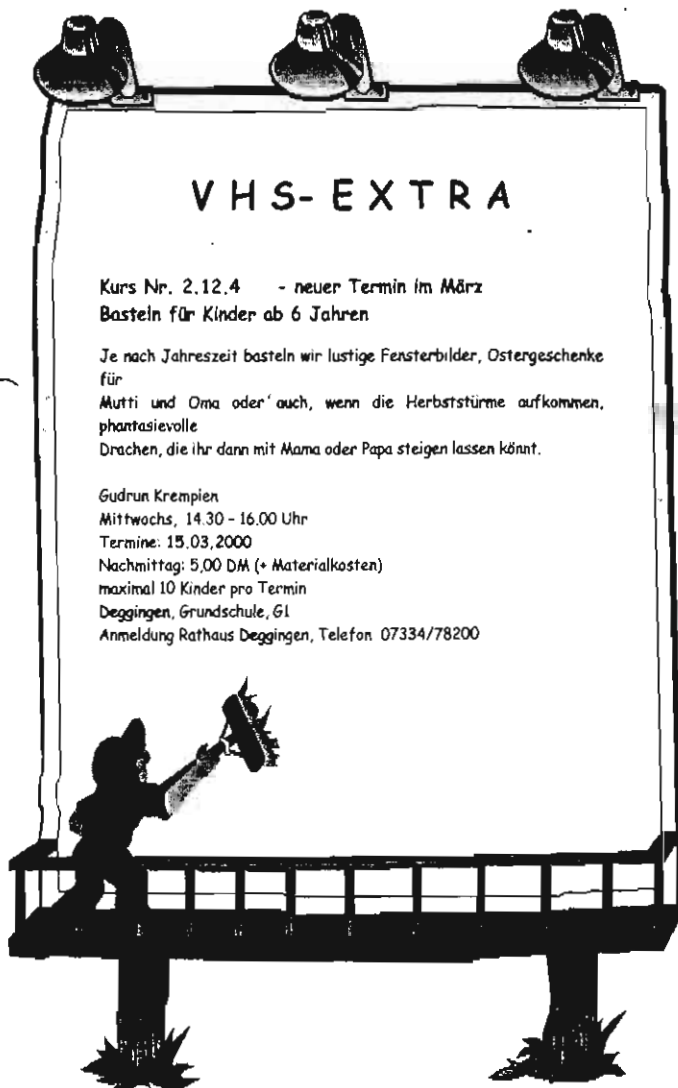 VHS-EXTRA
Kurs Nr. 2.12.4 - neuer Termin im März
Basteln für Kinder ab 6 Jahren
Je nach Jahreszeit basteln wir lustige Fensterbilder, Ostergeschenke
für
Mutti und Oma oder auch, wenn die Herbststürme aufkommen,
phantasievolle
Drachen, die ihr dann mit Mama oder Papa steigen lassen könnt.
Gudrun Krempien
Mittwochs, 14.30 - 16.00 Uhr
Termine: 15.03.2000
Nachmittag: 5,00 DM (+ Materialkosten)
maximal 10 Kinder pro Termin
Deggingen, Grundschule, G1
Anmeldung Rathaus Deggingen, Telefon 07334/78200